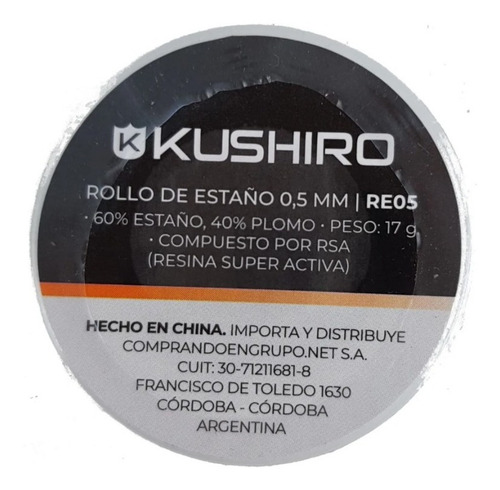 KUSHIRO
ROLLO DE ESTAÑO 0,5 MM | RE05
· 60% ESTAÑO, 40% PLOMO · PESO: 17 g
· COMPUESTO POR RSA
(RESINA SUPER ACTIVA)
HECHO EN CHINA. IMPORTA Y DISTRIBUYE
COMPRANDOENGRUPO.NET S.A.
CUIT: 30-71211681-8
FRANCISCO DE TOLEDO 1630
CÓRDOBA - CÓRDOBA
ARGENTINA